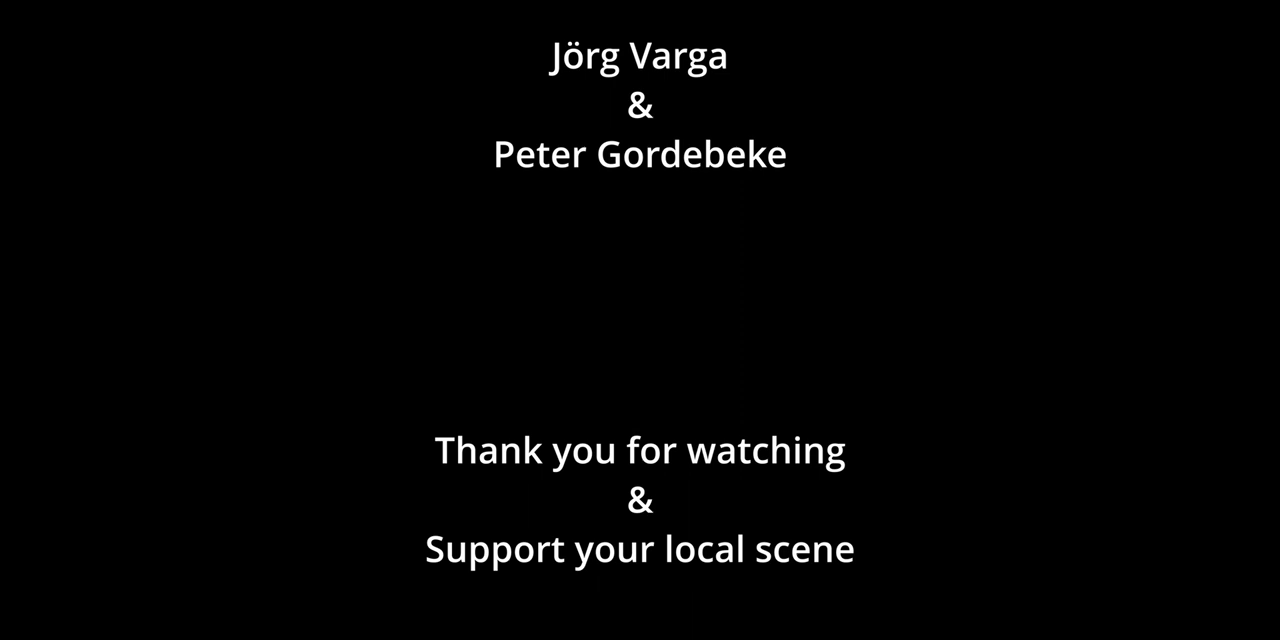 Jörg Varga
&
Peter Gordebeke
Thank you for watching
&
Support your local scene